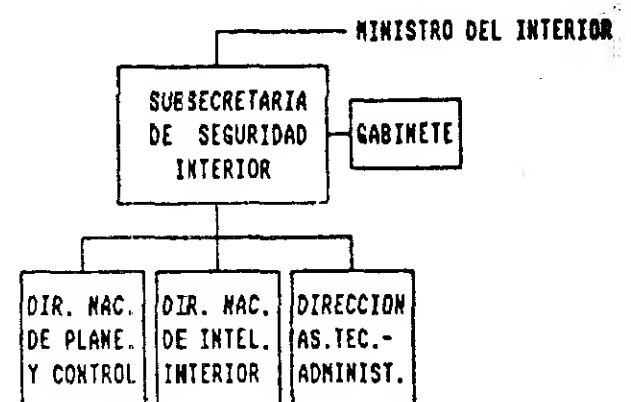 MINISTRO DEL INTERIOR
SUBSECRETARIA
DE SEGURIDAD
INTERIOR
GABINETE
DIR. NAC.
DE PLANE.
Y CONTROL
DIR. NAC.
DE INTEL.
INTERIOR
DIRECCION
AS.TEC.-
ADMINIST.